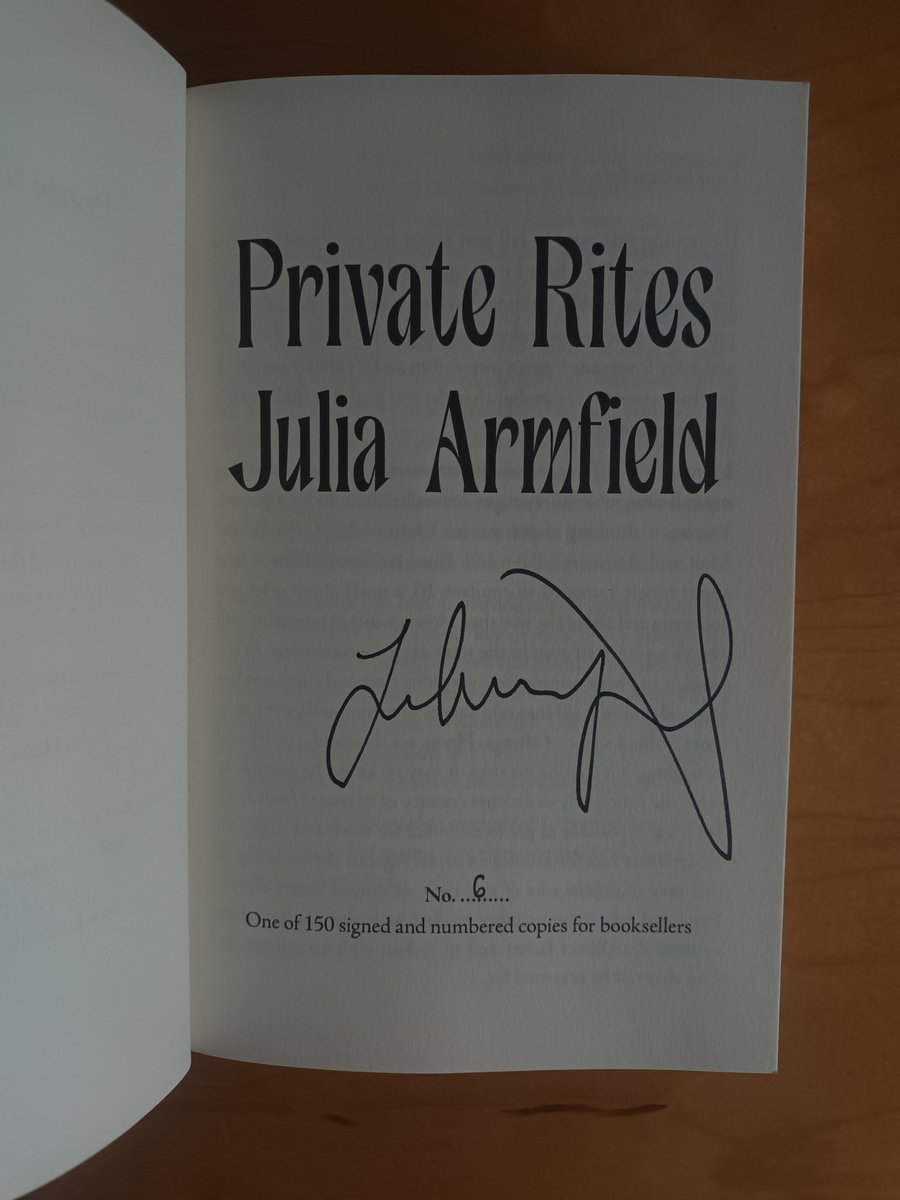 Private Rites
Julia Armfield
No. ..6.......
One of 150 signed and numbered copies for booksellers